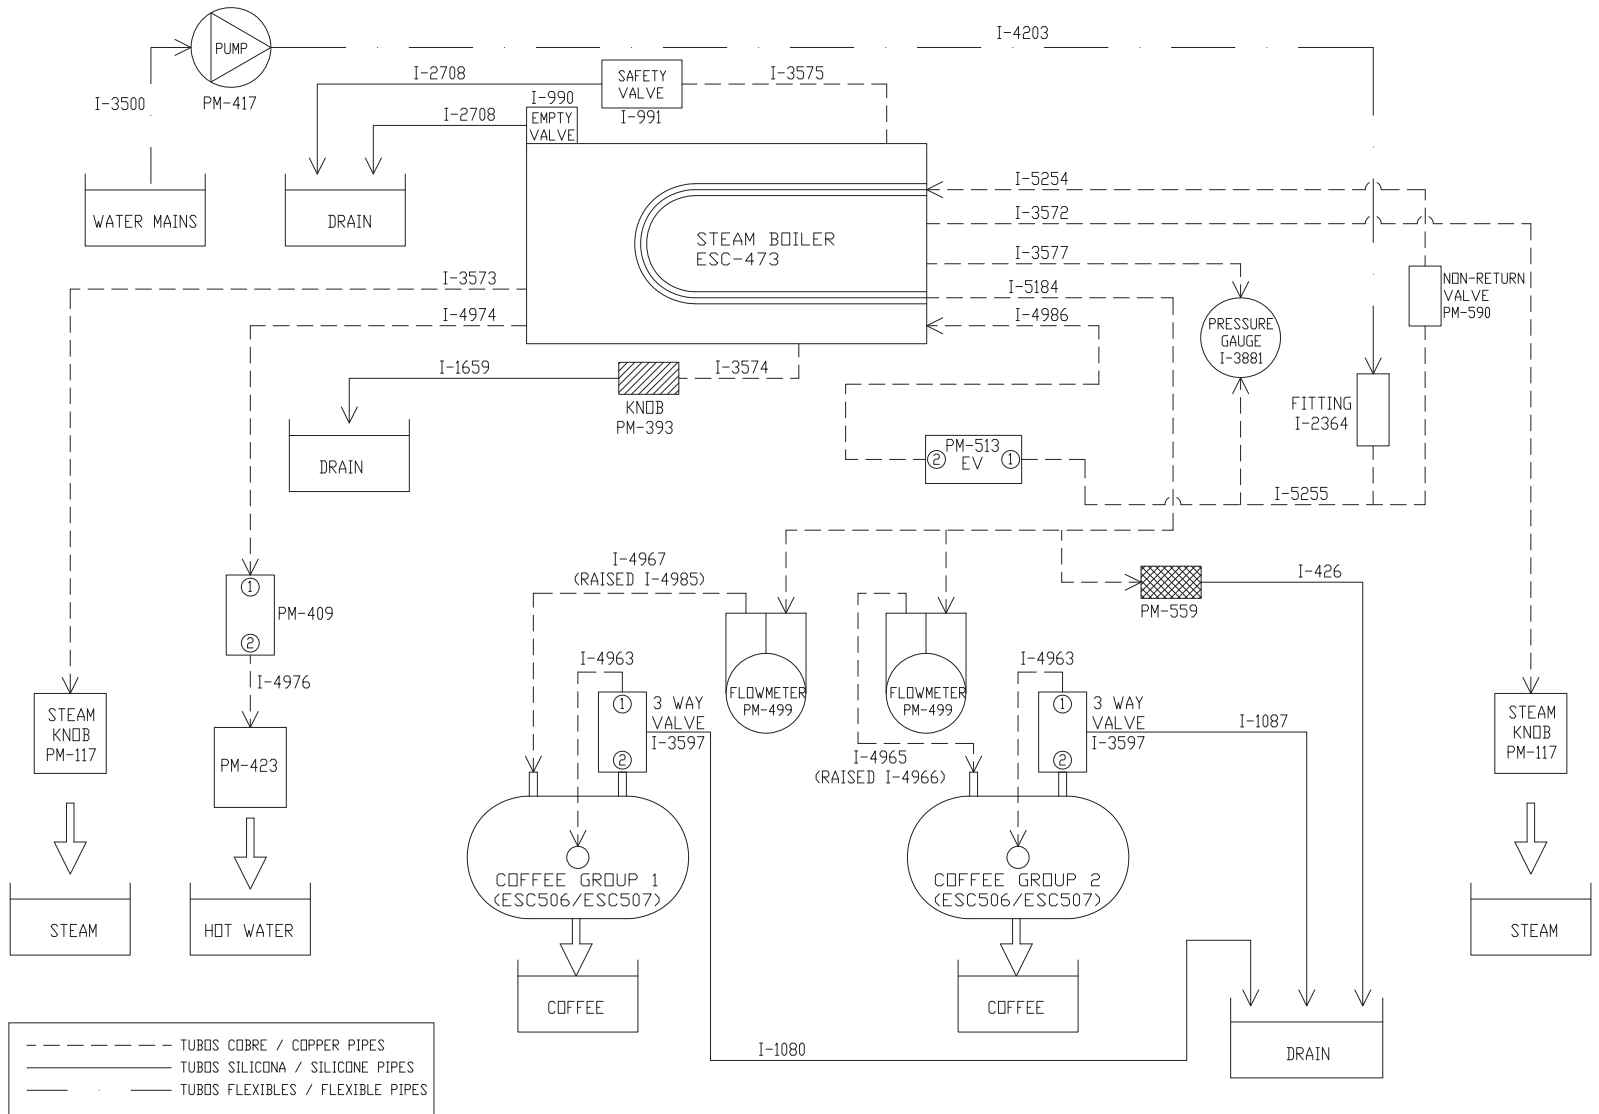 I-4203
PUMP
PM-417
I-3500
WATER MAINS
I-2708
SAFETY
VALVE
I-991
I-3575
I-990
I-2708
EMPTY
VALVE
DRAIN
STEAM BOILER
ESC-473
I-5254
I-3572
I-3577
I-5184
I-4986
NON-RETURN
VALVE
PM-590
PRESSURE
GAUGE
I-3881
FITTING
I-2364
I-3573
I-4974
I-1659
I-3574
KNOB
PM-393
DRAIN
PM-513
2 EV 1
I-5255
I-4967
(RAISED I-4985)
I-426
PM-559
1
PM-409
2
I-4976
STEAM
KNOB
PM-117
PM-423
I-4963
1
3 WAY
VALVE
I-3597
2
FLOWMETER
PM-499
FLOWMETER
PM-499
I-4963
1
3 WAY
VALVE
I-3597
2
I-1087
I-4965
(RAISED I-4966)
STEAM
KNOB
PM-117
COFFEE GROUP 1
(ESC506/ESC507)
COFFEE GROUP 2
(ESC506/ESC507)
STEAM
HOT WATER
STEAM
COFFEE
COFFEE
I-1080
DRAIN
TUBOS COBRE / COPPER PIPES
TUBOS SILICONA / SILICONE PIPES
TUBOS FLEXIBLES / FLEXIBLE PIPES